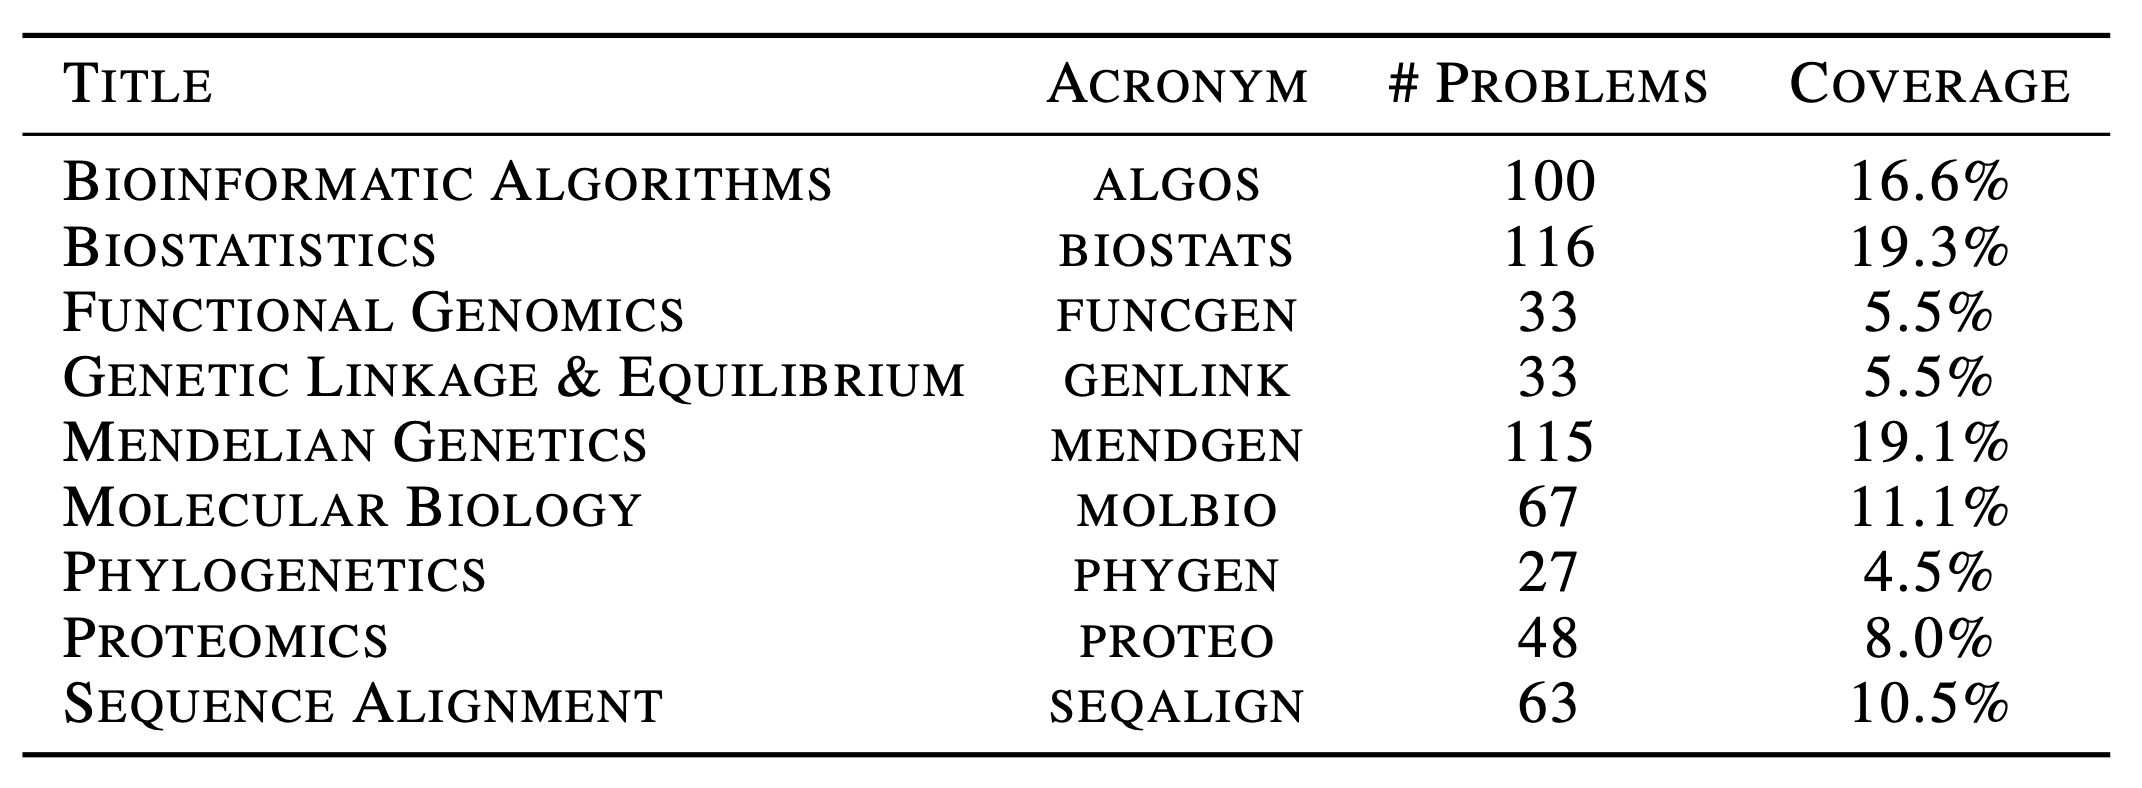 TITLE ACRONYM # PROBLEMS COVERAGE
BIOINFORMATIC ALGORITHMS ALGOS 100 16.6%
BIOSTATISTICS BIOSTATS 116 19.3%
FUNCTIONAL GENOMICS FUNCGEN 33 5.5%
GENETIC LINKAGE & EQUILIBRIUM GENLINK 33 5.5%
MENDELIAN GENETICS MENDGEN 115 19.1%
MOLECULAR BIOLOGY MOLBIO 67 11.1%
PHYLOGENETICS PHYGEN 27 4.5%
PROTEOMICS PROTEO 48 8.0%
SEQUENCE ALIGNMENT SEQALIGN 63 10.5%